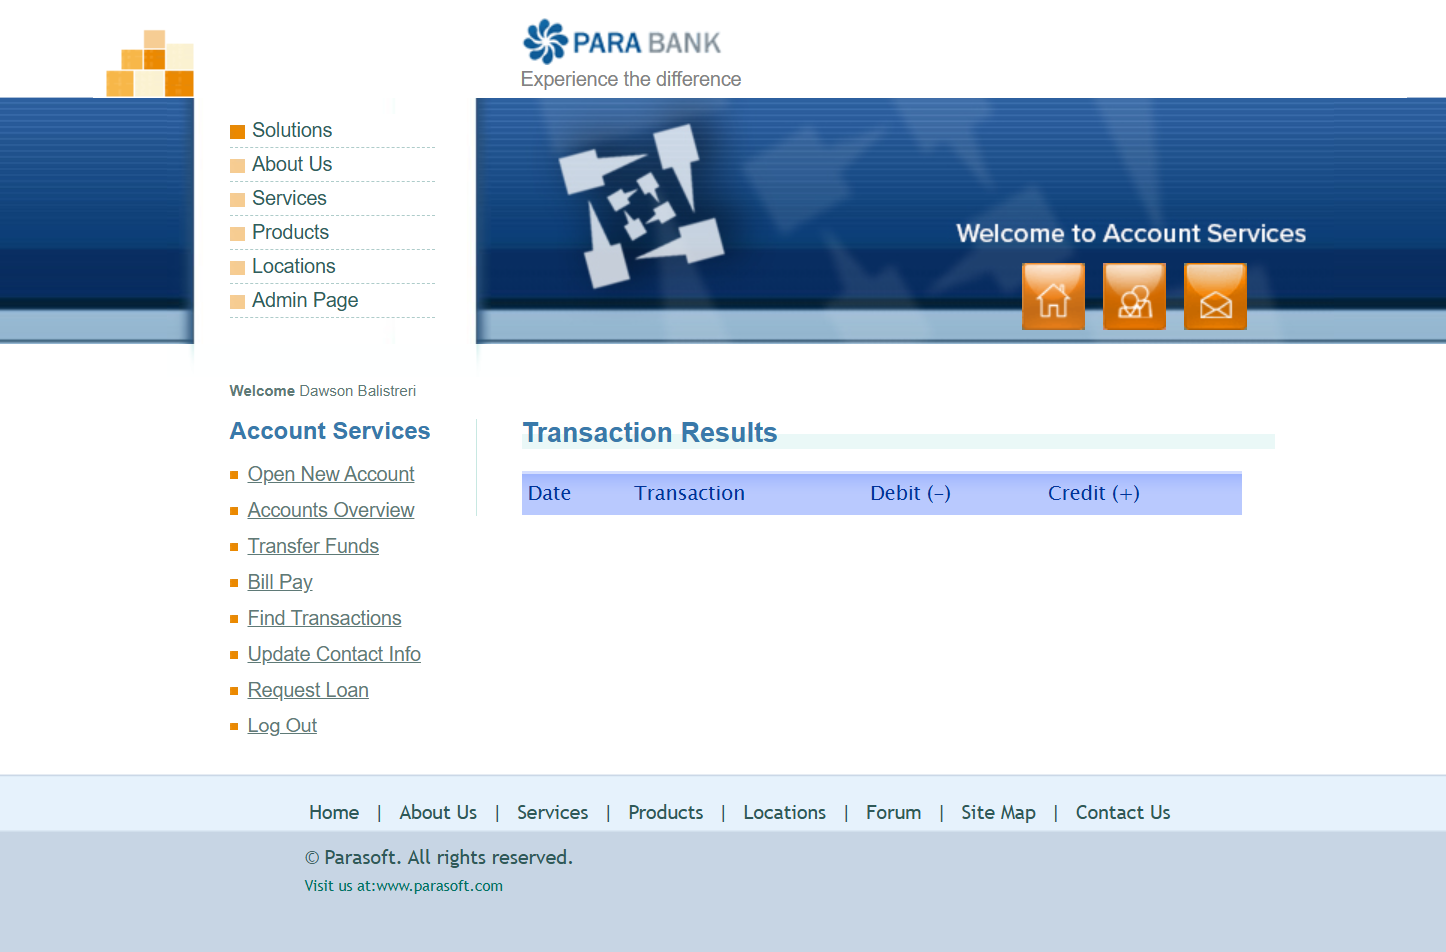 PARA BANK
Experience the difference
Solutions
About Us
Services
Products
Locations
Admin Page
Welcome to Account Services
Welcome Dawson Balistreri
Account Services
Open New Account
Accounts Overview
Transfer Funds
Bill Pay
Find Transactions
Update Contact Info
Request Loan
Log Out
Transaction Results
Date Transaction Debit (-) Credit (+)
Home | About Us | Services | Products | Locations | Forum | Site Map | Contact Us
© Parasoft. All rights reserved.
Visit us at:www.parasoft.com